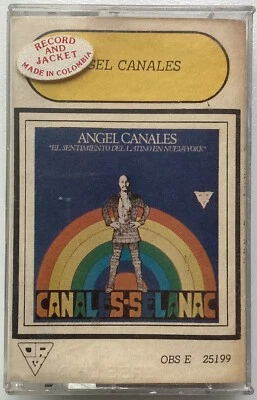 RECORD
AND
JACKET
MADE IN COLOMBIA
GEL CANALES
ANGEL CANALES
"EL SENTIMIENTO DEL LATINO EN NUEVA YORK"
CANALES-SELANAC
OBS E 25199